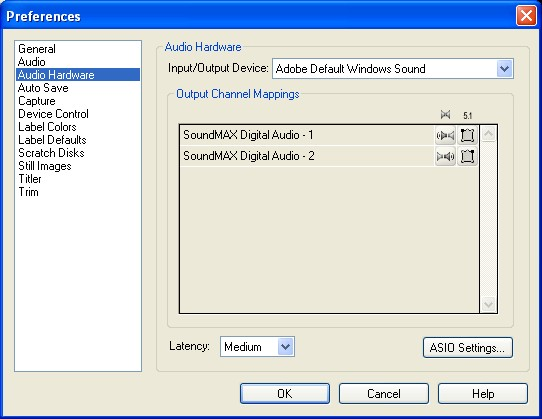 Preferences
General
Audio
Audio Hardware
Auto Save
Capture
Device Control
Label Colors
Label Defaults
Scratch Disks
Still Images
Titler
Trim
Audio Hardware
Input/Output Device: Adobe Default Windows Sound
Output Channel Mappings
5.1
SoundMAX Digital Audio - 1
SoundMAX Digital Audio - 2
Latency: Medium
ASIO Settings...
OK Cancel Help